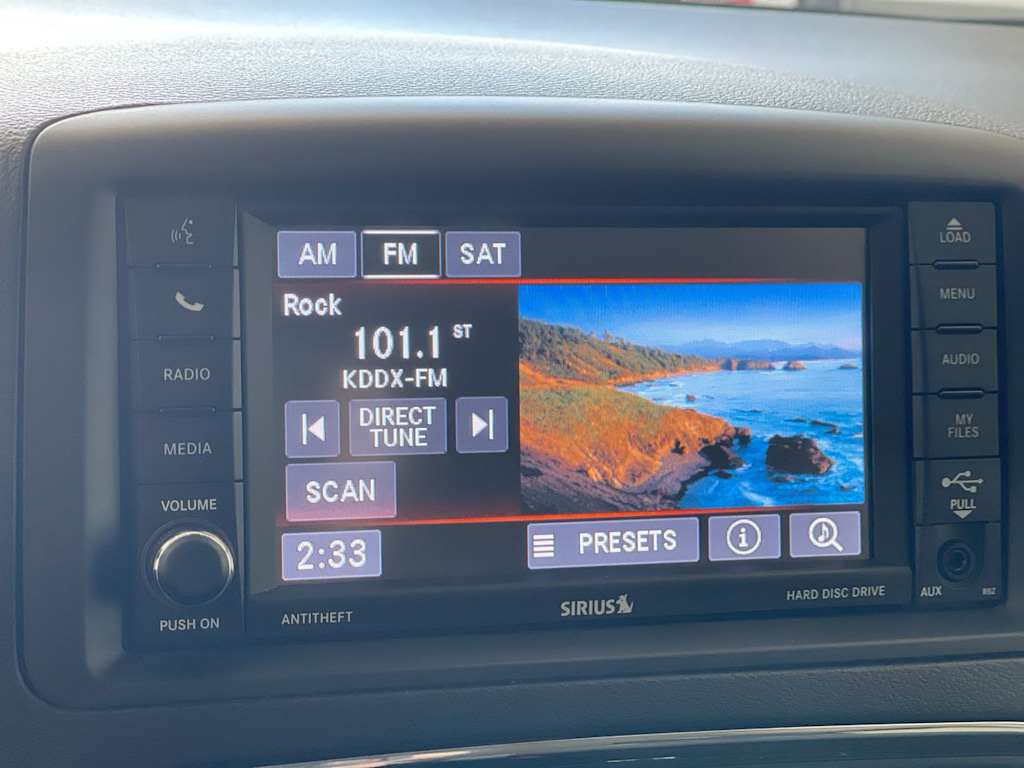 AM FM SAT
Rock
101.1 ST
KDDX-FM
DIRECT
TUNE
SCAN
2:33
PRESETS
RADIO
MEDIA
VOLUME
PUSH ON
ANTITHEFT
SIRIUS
HARD DISC DRIVE
LOAD
MENU
AUDIO
MY
FILES
PULL
AUX RBZ